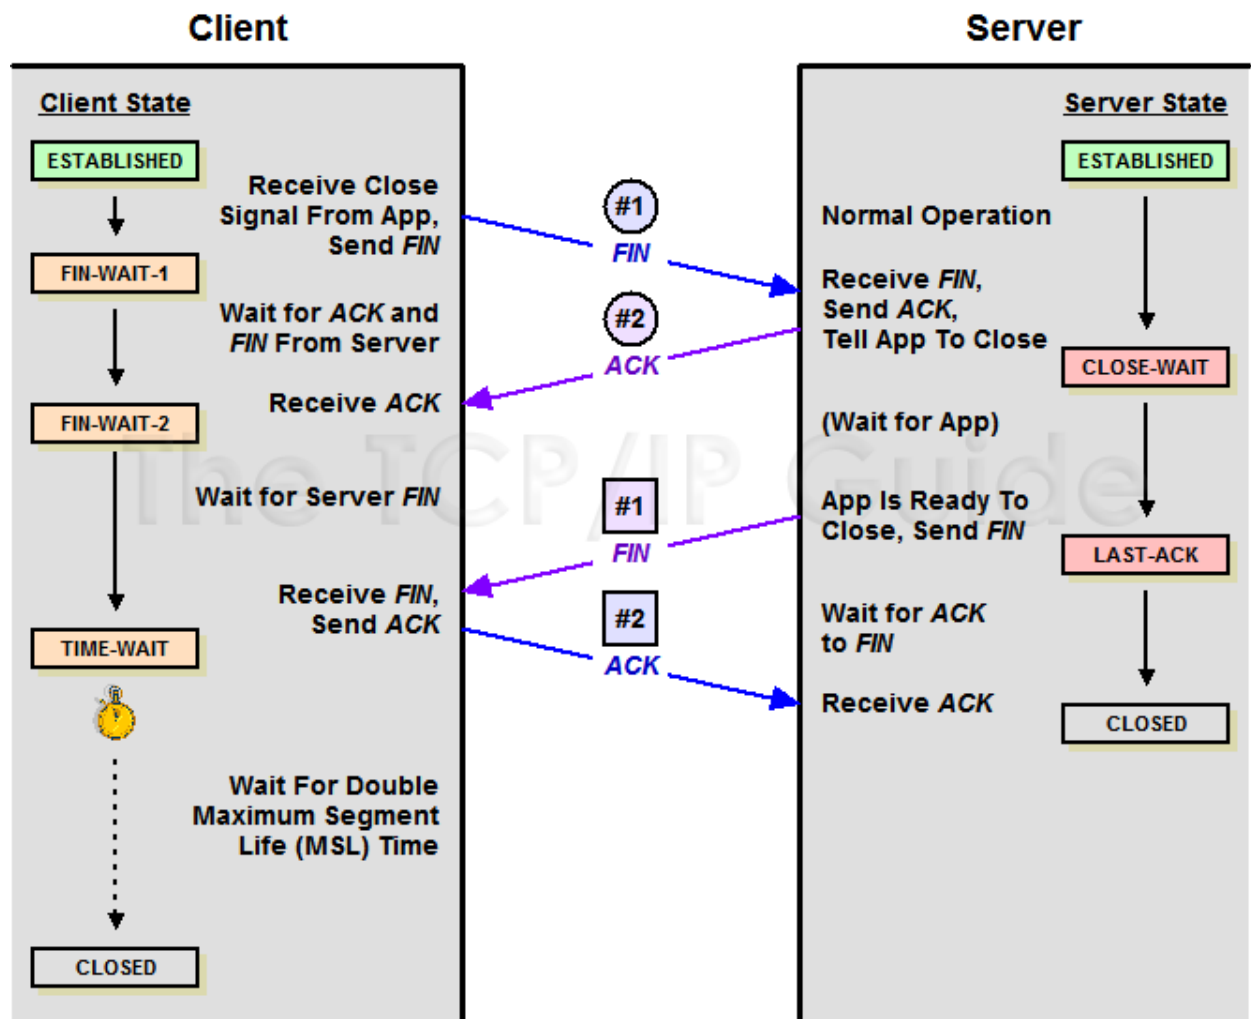 Client
Server
Client State
ESTABLISHED
Receive Close
Signal From App,
Send FIN
FIN-WAIT-1
Wait for ACK and
FIN From Server
Receive ACK
FIN-WAIT-2
Wait for Server FIN
Receive FIN,
Send ACK
TIME-WAIT
Wait For Double
Maximum Segment
Life (MSL) Time
CLOSED
#1
FIN
#2
ACK
#1
FIN
#2
ACK
Server State
ESTABLISHED
Normal Operation
Receive FIN,
Send ACK,
Tell App To Close
CLOSE-WAIT
(Wait for App)
App Is Ready To
Close, Send FIN
LAST-ACK
Wait for ACK
to FIN
Receive ACK
CLOSED
The TCP/IP Guide